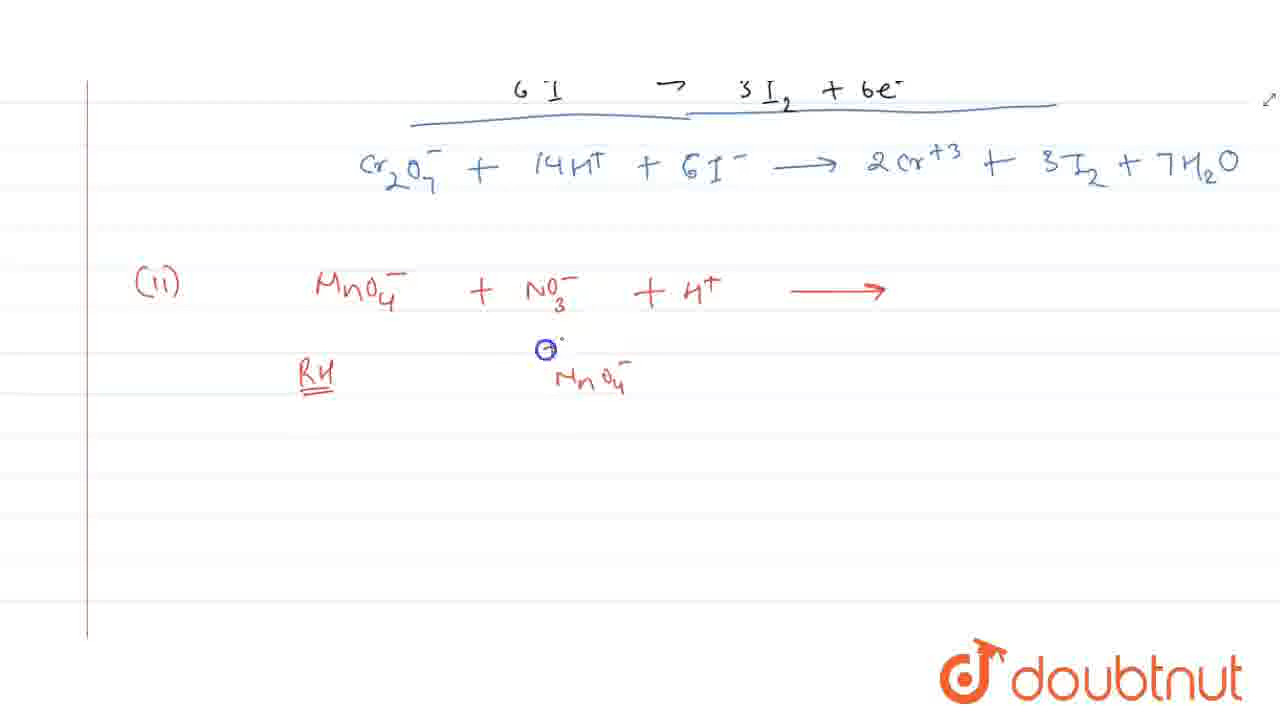 6 I⁻ → 3 I₂ + 6e⁻
Cr₂O₇⁻ + 14H⁺ + 6I⁻ → 2Cr⁺³ + 3I₂ + 7H₂O
(ii) MnO₄⁻ + NO₃⁻ + H⁺ →
RH MnO₄⁻
doubtnut